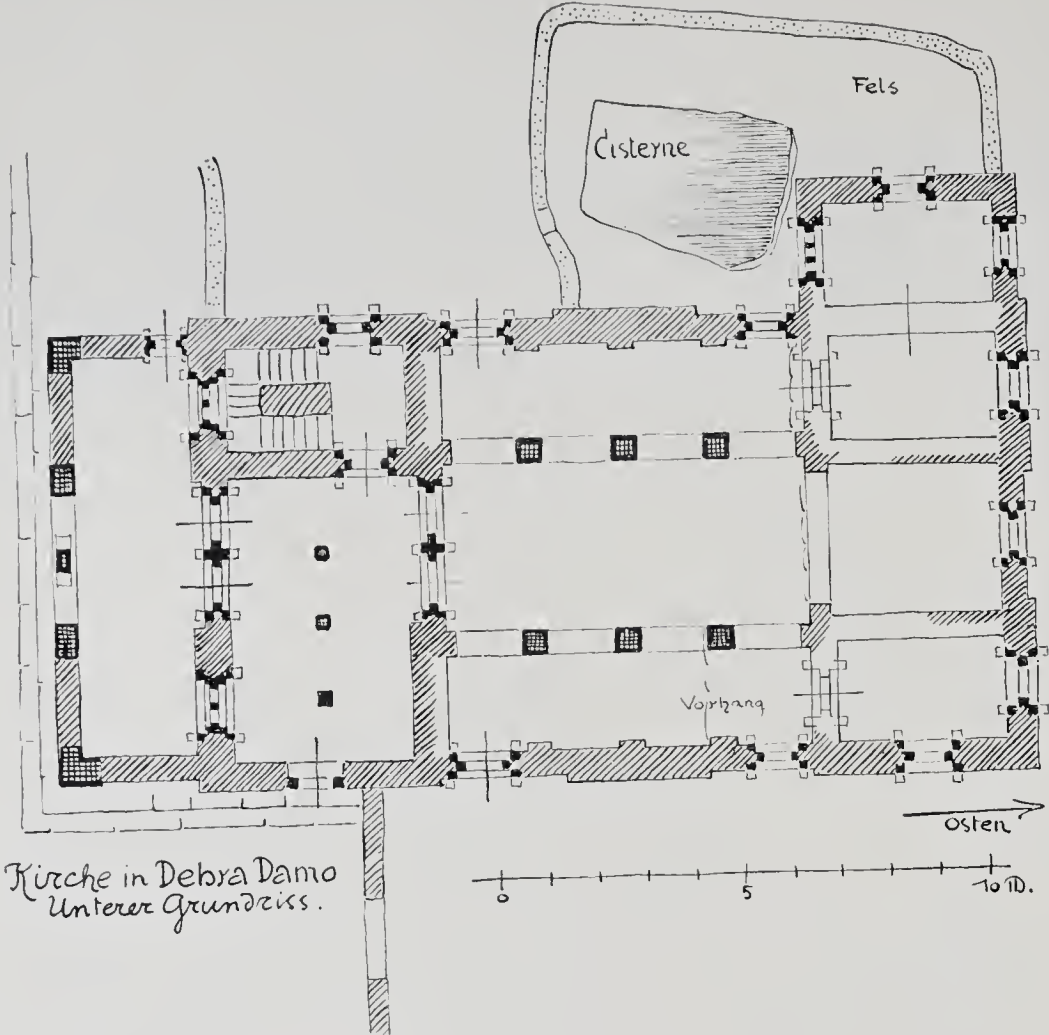 Fels
Cisterne
Vorhang
Osten
0 5 10 m.
Kirche in Debra Damo
Unterer Grundriss.